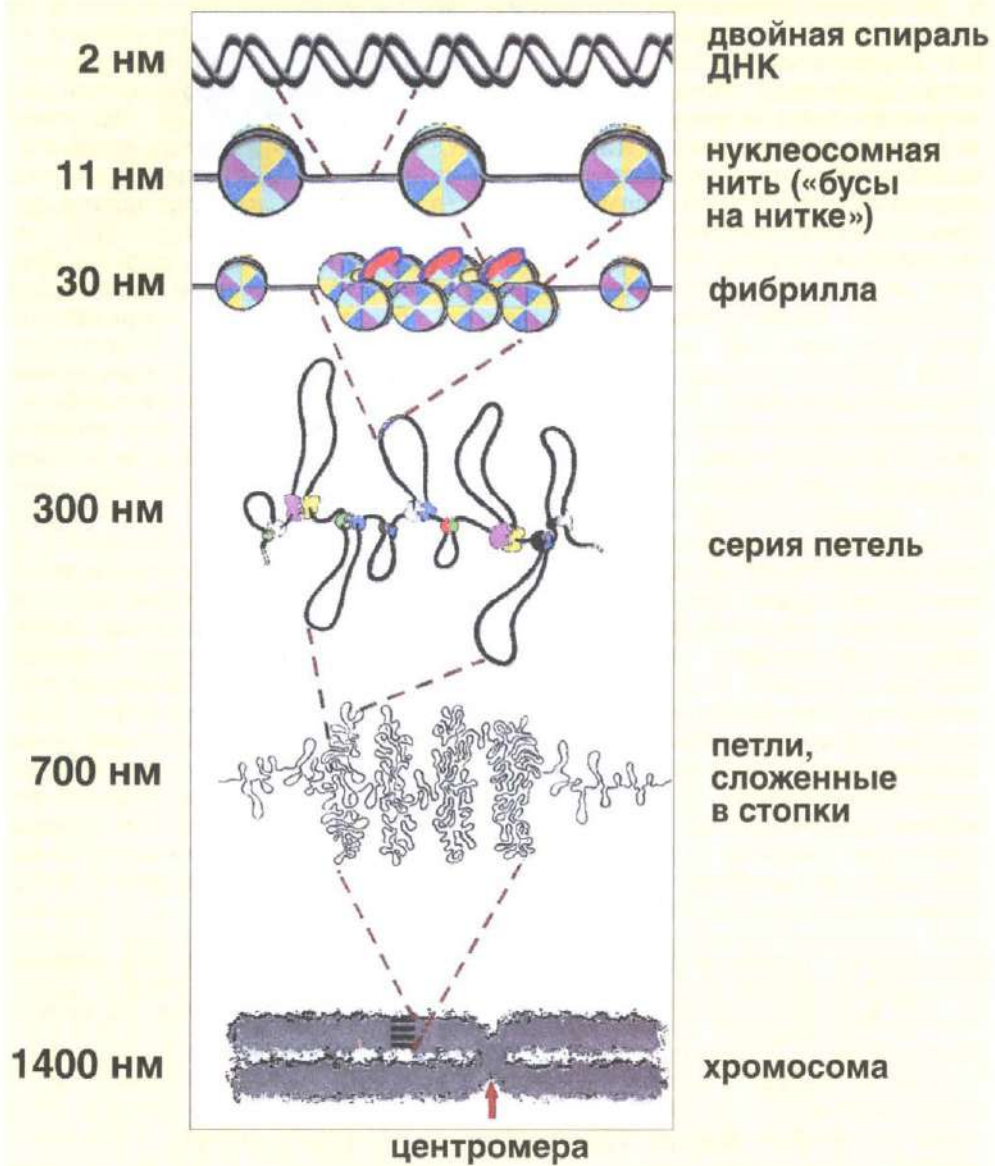 2 нм
двойная спираль
ДНК
11 нм
нуклеосомная
нить («бусы
на нитке»)
30 нм
фибрилла
300 нм
серия петель
700 нм
петли,
сложенные
в стопки
1400 нм
хромосома
центромера